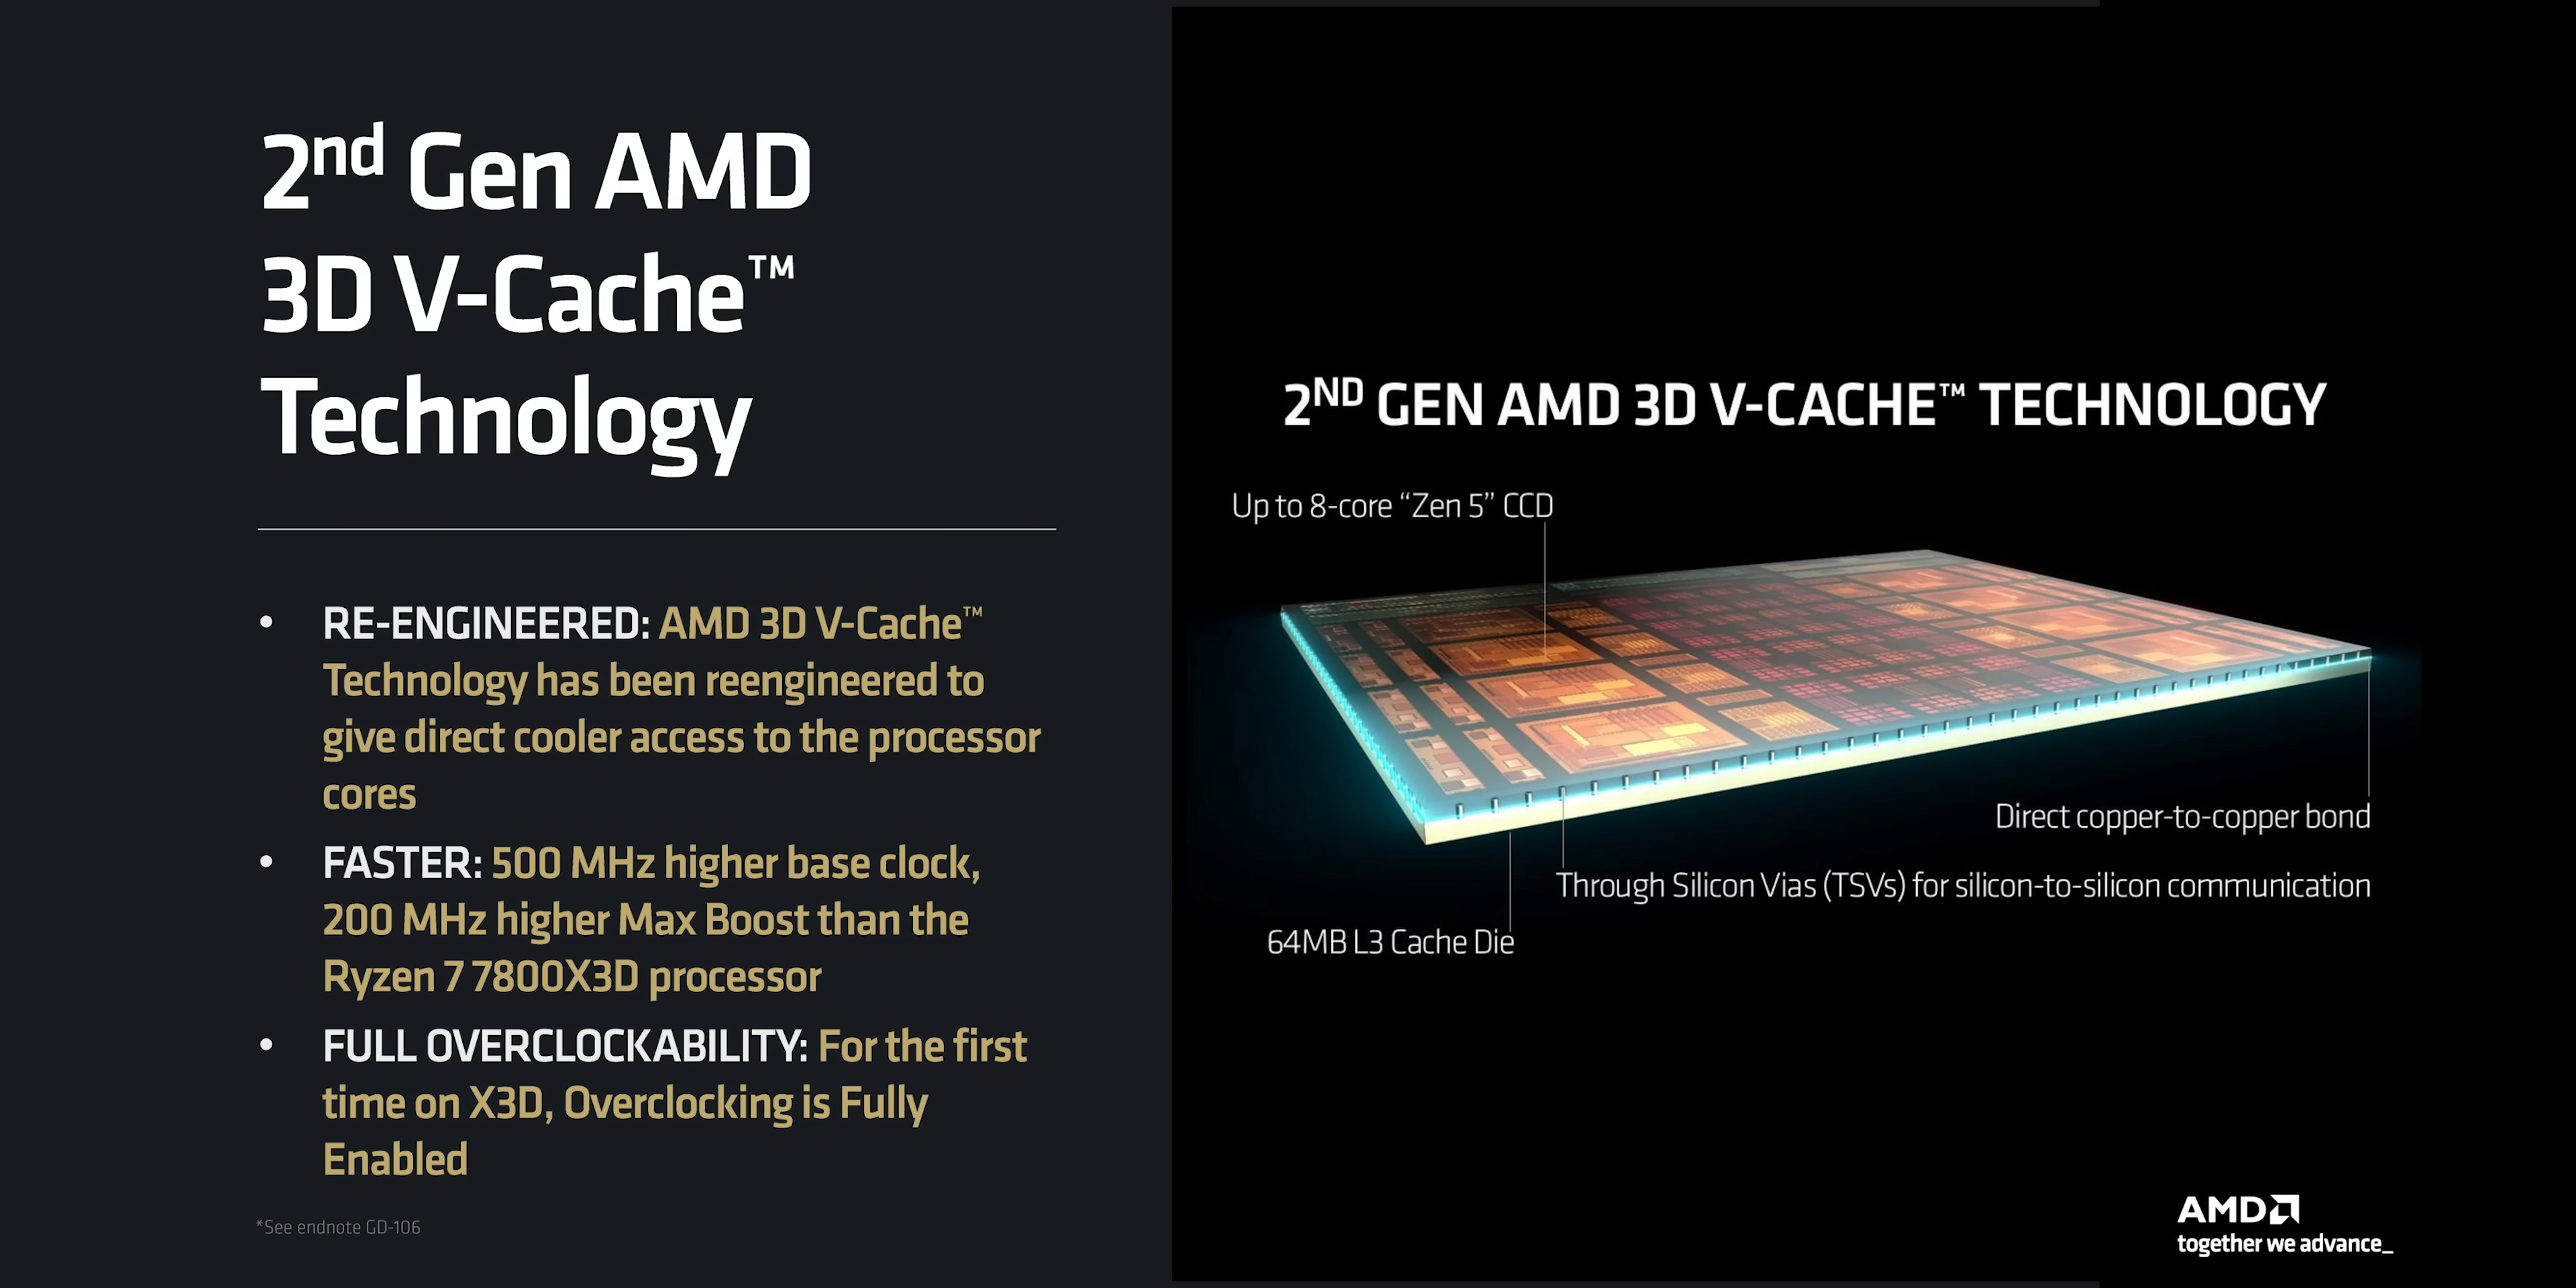 2nd Gen AMD
3D V-Cache™
Technology
• RE-ENGINEERED: AMD 3D V-Cache™
Technology has been reengineered to
give direct cooler access to the processor
cores
• FASTER: 500 MHz higher base clock,
200 MHz higher Max Boost than the
Ryzen 7 7800X3D processor
• FULL OVERCLOCKABILITY: For the first
time on X3D, Overclocking is Fully
Enabled
*See endnote GD-106
2ND GEN AMD 3D V-CACHE™ TECHNOLOGY
Up to 8-core “Zen 5” CCD
Direct copper-to-copper bond
Through Silicon Vias (TSVs) for silicon-to-silicon communication
64MB L3 Cache Die
AMD
together we advance_